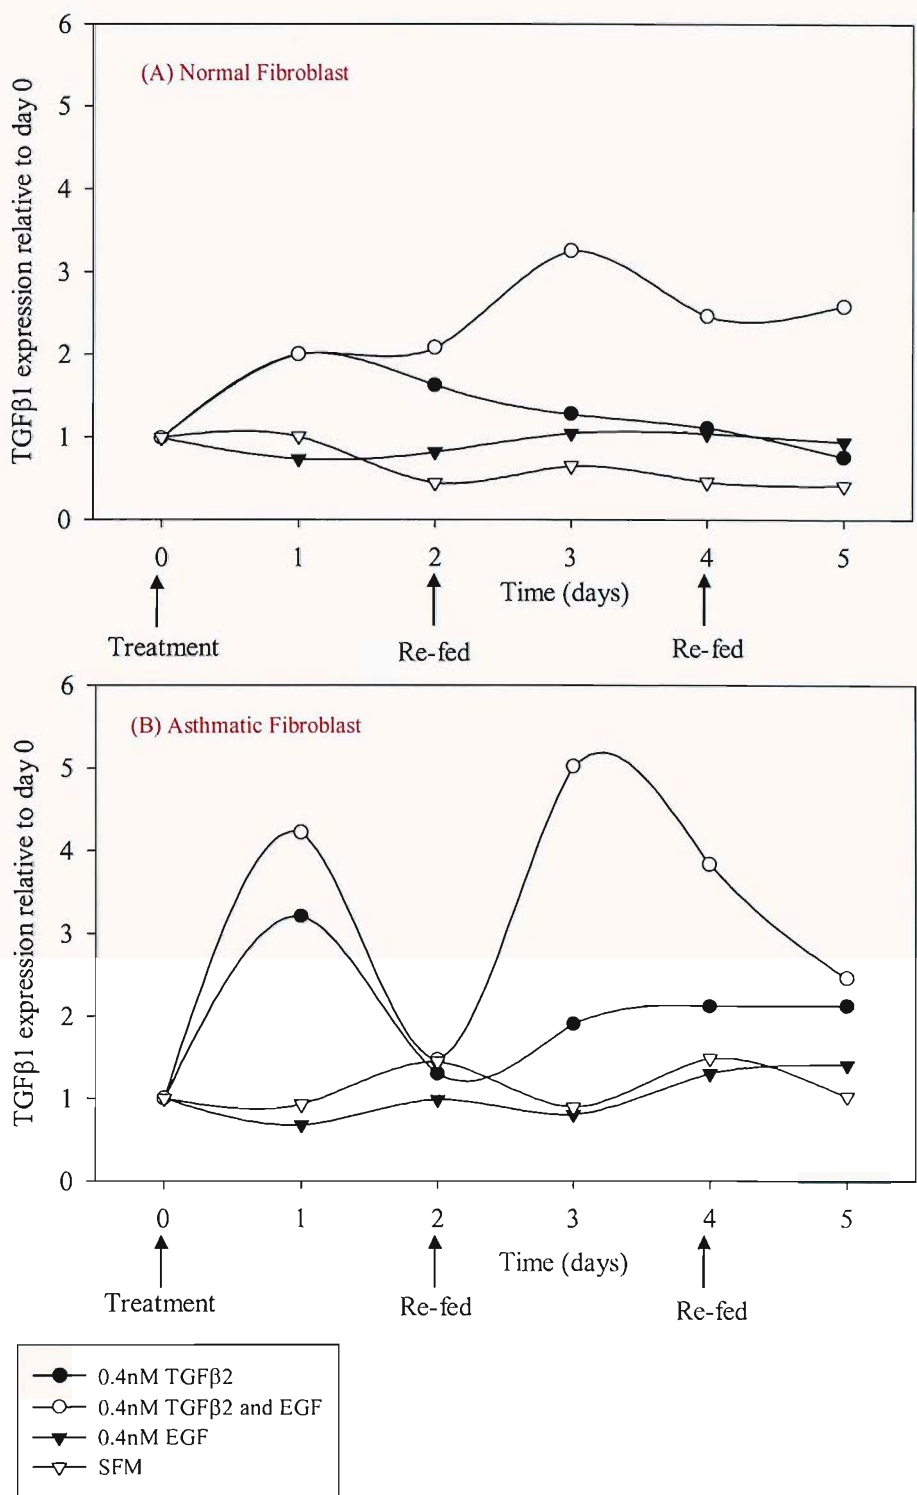 (A) Normal Fibroblast
TGFβ1 expression relative to day 0
6
5
4
3
2
1
0
0 1 2 3 4 5
Time (days)
Treatment Re-fed Re-fed
(B) Asthmatic Fibroblast
TGFβ1 expression relative to day 0
6
5
4
3
2
1
0
0 1 2 3 4 5
Time (days)
Treatment Re-fed Re-fed
0.4nM TGFβ2
0.4nM TGFβ2 and EGF
0.4nM EGF
SFM